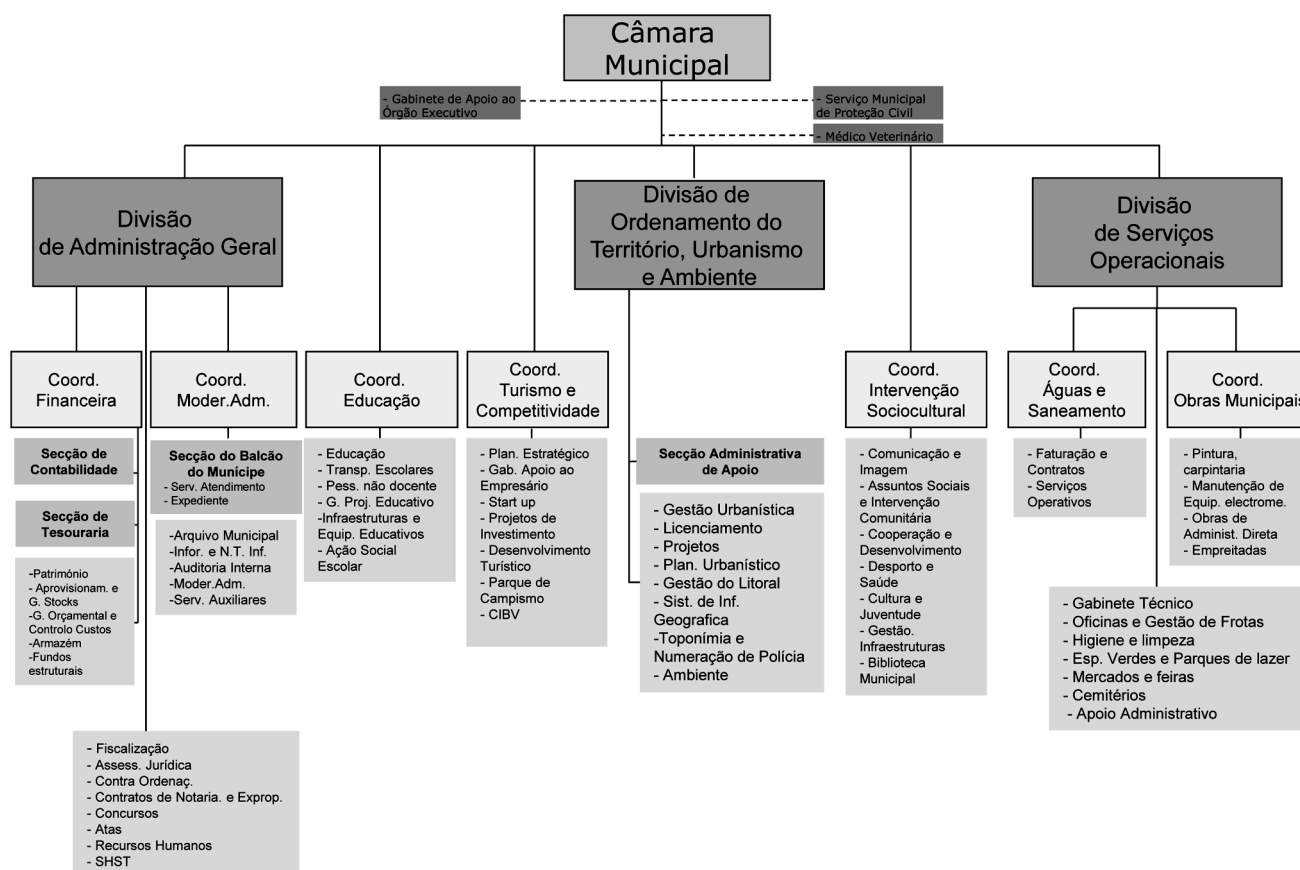 Câmara
Municipal
- Gabinete de Apoio ao
Órgão Executivo
- Serviço Municipal
de Proteção Civil
- Médico Veterinário
Divisão
de Administração Geral
Divisão de
Ordenamento do
Território, Urbanismo
e Ambiente
Divisão
de Serviços
Operacionais
Coord.
Financeira
Coord.
Moder.Adm.
Coord.
Educação
Coord.
Turismo e
Competitividade
Coord.
Intervenção
Sociocultural
Coord.
Águas e
Saneamento
Coord.
Obras Municipais
Secção de
Contabilidade
Secção de
Tesouraria
-Património
- Aprovisionam. e
G. Stocks
-G. Orçamental e
Controlo Custos
-Armazém
-Fundos
estruturais
Secção do Balcão
do Munícipe
- Serv. Atendimento
- Expediente
-Arquivo Municipal
-Infor. e N.T. Inf.
-Auditoria Interna
-Moder.Adm.
-Serv. Auxiliares
- Educação
- Transp. Escolares
- Pess. não docente
- G. Proj. Educativo
-Infraestruturas e
Equip. Educativos
- Ação Social
Escolar
- Plan. Estratégico
- Gab. Apoio ao
Empresário
- Start up
- Projetos de
Investimento
- Desenvolvimento
Turístico
- Parque de
Campismo
- CIBV
Secção Administrativa
de Apoio
- Gestão Urbanística
- Licenciamento
- Projetos
- Plan. Urbanístico
- Gestão do Litoral
- Sist. de Inf.
Geografica
-Toponímia e
Numeração de Polícia
- Ambiente
- Comunicação e
Imagem
- Assuntos Sociais
e Intervenção
Comunitária
- Cooperação e
Desenvolvimento
- Desporto e
Saúde
- Cultura e
Juventude
- Gestão.
Infraestruturas
- Biblioteca
Municipal
- Faturação e
Contratos
- Serviços
Operativos
- Pintura,
carpintaria
- Manutenção de
Equip. electrome.
- Obras de
Administ. Direta
- Empreitadas
- Gabinete Técnico
- Oficinas e Gestão de Frotas
- Higiene e limpeza
- Esp. Verdes e Parques de lazer
- Mercados e feiras
- Cemitérios
- Apoio Administrativo
- Fiscalização
- Assess. Jurídica
- Contra Ordenaç.
- Contratos de Notaria. e Exprop.
- Concursos
- Atas
- Recursos Humanos
- SHST